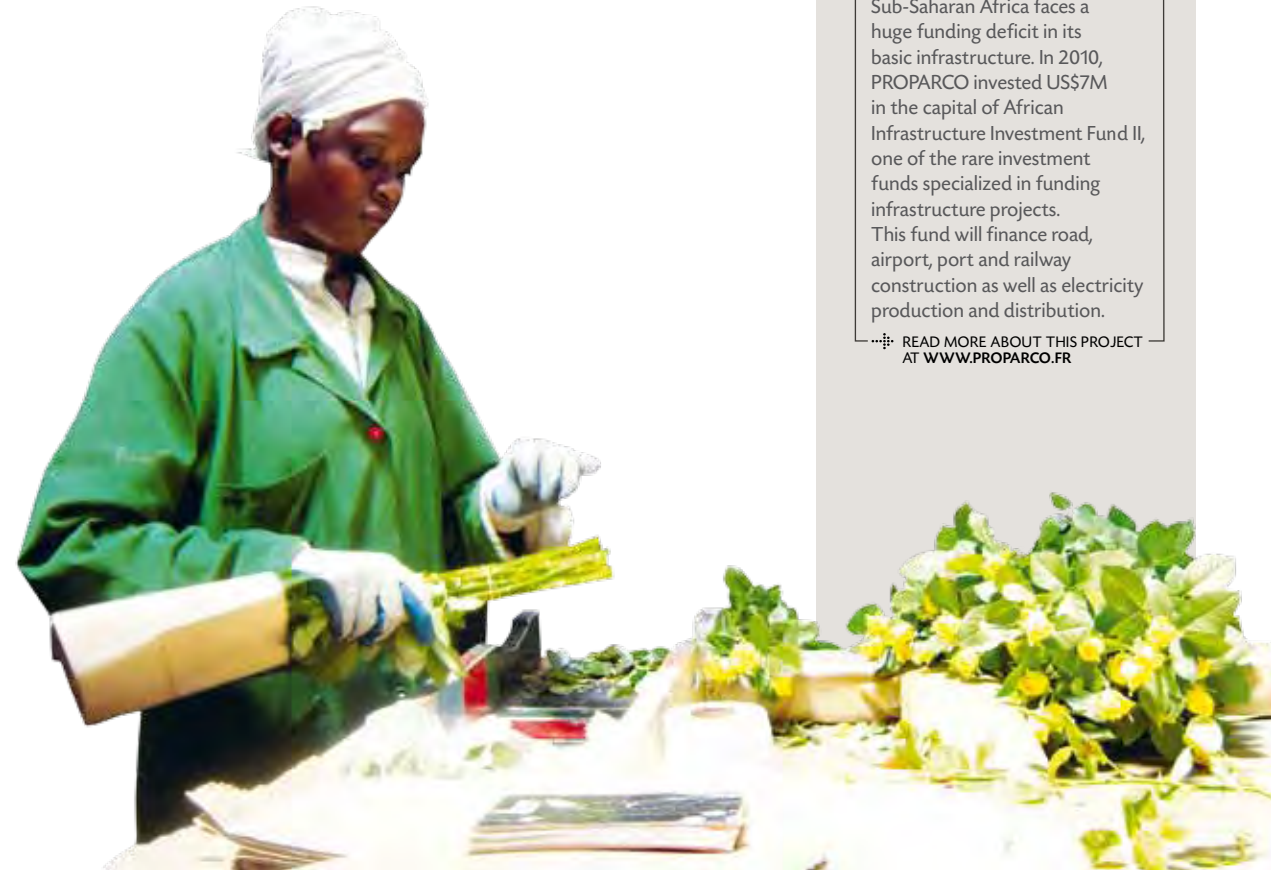 Sub-Saharan Africa faces a
huge funding deficit in its
basic infrastructure. In 2010,
PROPARCO invested US$7M
in the capital of African
Infrastructure Investment Fund II,
one of the rare investment
funds specialized in funding
infrastructure projects.
This fund will finance road,
airport, port and railway
construction as well as electricity
production and distribution.
READ MORE ABOUT THIS PROJECT
AT WWW.PROPARCO.FR